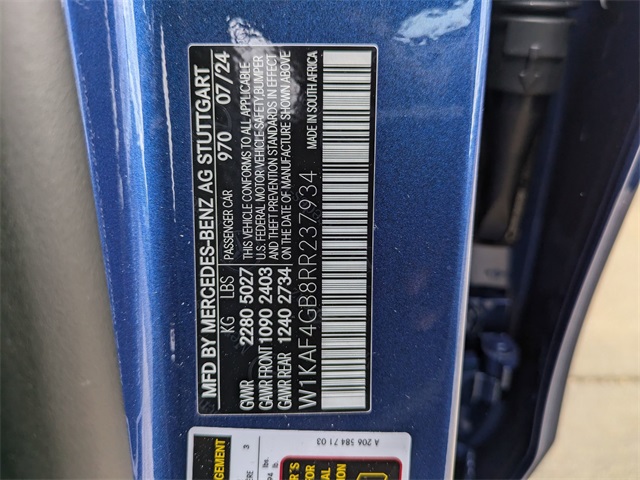 MFD BY MERCEDES-BENZ AG STUTTGART
KG LBS PASSENGER CAR 970 07/24
GVWR 2280 5027 THIS VEHICLE CONFORMS TO ALL APPLICABLE
U.S. FEDERAL MOTOR VEHICLE SAFETY, BUMPER
GAWR FRONT 1090 2403 AND THEFT PREVENTION STANDARDS IN EFFECT
GAWR REAR 1240 2734 ON THE DATE OF MANUFACTURE SHOWN ABOVE
MADE IN SOUTH AFRICA
W1KAF4GB8RR237934
A 206 584 71 03
3
lbs.
lb.